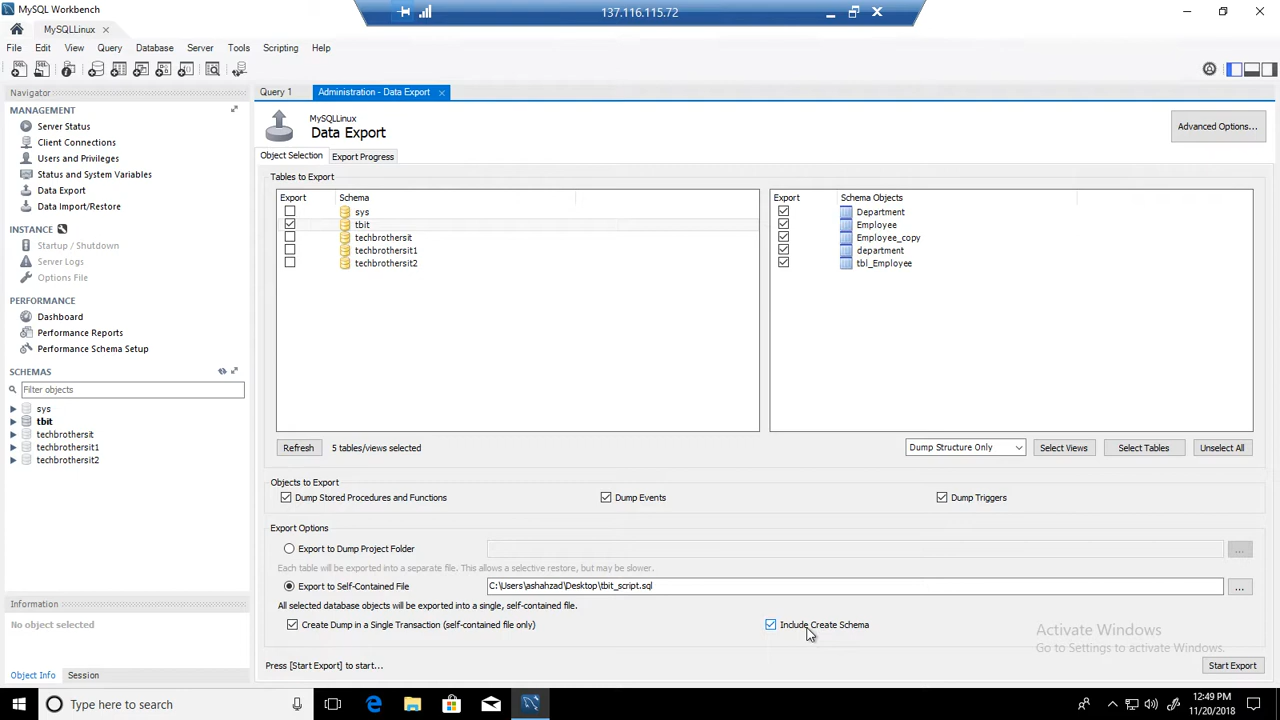 MySQL Workbench
137.116.115.72
MySQLLinux
File Edit View Query Database Server Tools Scripting Help
Navigator
MANAGEMENT
Server Status
Client Connections
Users and Privileges
Status and System Variables
Data Export
Data Import/Restore
INSTANCE
Startup / Shutdown
Server Logs
Options File
PERFORMANCE
Dashboard
Performance Reports
Performance Schema Setup
SCHEMAS
Filter objects
sys
tbit
techbrothersit
techbrothersit1
techbrothersit2
Information
No object selected
Object Info Session
Query 1 Administration - Data Export
MySQLLinux
Data Export
Advanced Options...
Object Selection Export Progress
Tables to Export
Export Schema
sys
tbit
techbrothersit
techbrothersit1
techbrothersit2
Export Schema Objects
Department
Employee
Employee_copy
department
tbl_Employee
Refresh 5 tables/views selected Dump Structure Only Select Views Select Tables Unselect All
Objects to Export
Dump Stored Procedures and Functions Dump Events Dump Triggers
Export Options
Export to Dump Project Folder ...
Each table will be exported into a separate file. This allows a selective restore, but may be slower.
Export to Self-Contained File C:\Users\ashahzad\Desktop\tbit_script.sql ...
All selected database objects will be exported into a single, self-contained file.
Create Dump in a Single Transaction (self-contained file only) Include Create Schema
Activate Windows
Go to Settings to activate Windows.
Press [Start Export] to start... Start Export
Type here to search
12:49 PM
11/20/2018